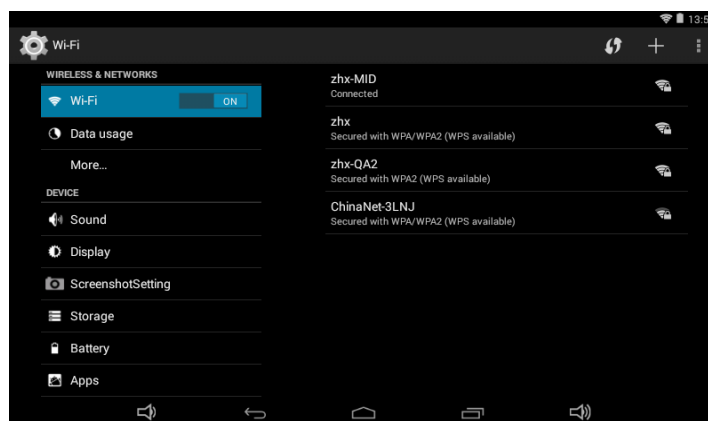 13:5
Wi-Fi
WIRELESS & NETWORKS
Wi-Fi
ON
Data usage
More...
DEVICE
Sound
Display
ScreenshotSetting
Storage
Battery
Apps
zhx-MID
Connected
zhx
Secured with WPA/WPA2 (WPS available)
zhx-QA2
Secured with WPA2 (WPS available)
ChinaNet-3LNJ
Secured with WPA/WPA2 (WPS available)